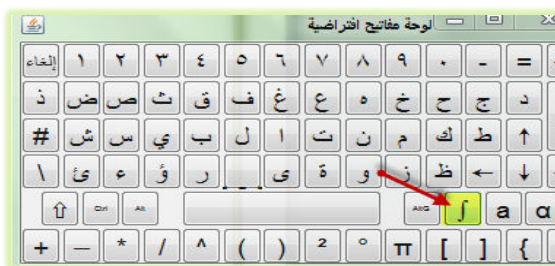 لوحة مفاتيح افتراضية
إلغاء ١ ٢ ٣ ٤ ٥ ٦ ٧ ٨ ٩ ٠ - =
ذ ض ص ث ق ف غ ع ه خ ح ج د
# ش س ي ب ل ا ت ن م ك ط ↑
\ ئ ء ؤ ر ى ة و ز ظ ← ↓
⇧ Ctrl Alt AltG ∫ a α
+ — * / ^ ( ) ² ° π [ ] {